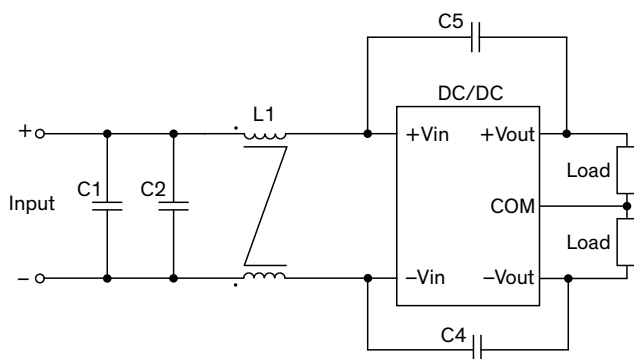 C5
DC/DC
L1
+
+Vin
+Vout
Load
C1
C2
Input
COM
Load
–
–Vin
–Vout
C4